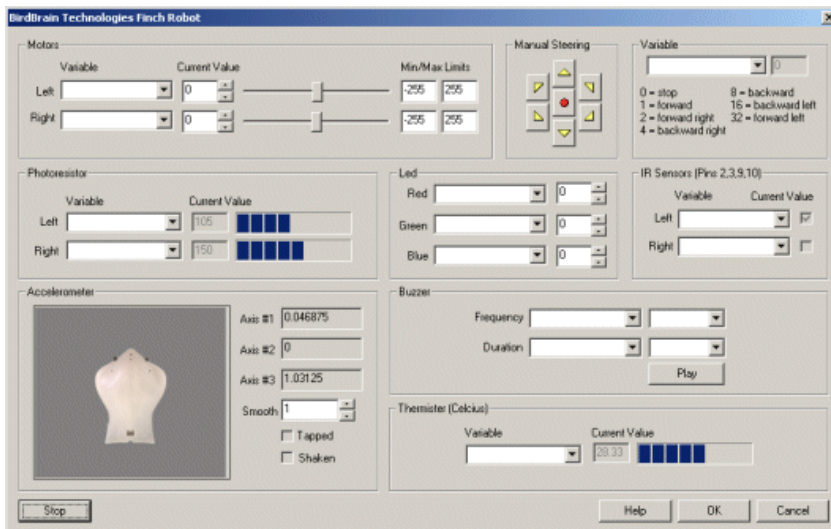 BirdBrain Technologies Finch Robot
Motors
Variable Current Value Min/Max Limits
Left 0 -255 255
Right 0 -255 255
Manual Steering
Variable
0
0 = stop 8 = backward
1 = forward 16 = backward left
2 = forward right 32 = forward left
4 = backward right
Photoresistor
Variable Current Value
Left 105
Right 150
Led
Red 0
Green 0
Blue 0
IR Sensors (Pins 2,3,9,10)
Variable Current Value
Left
Right
Accelerometer
Axis #1 0.046875
Axis #2 0
Axis #3 1.03125
Smooth 1
Tapped
Shaken
Buzzer
Frequency
Duration
Play
Thermister (Celcius)
Variable Current Value
28.33
Stop Help OK Cancel